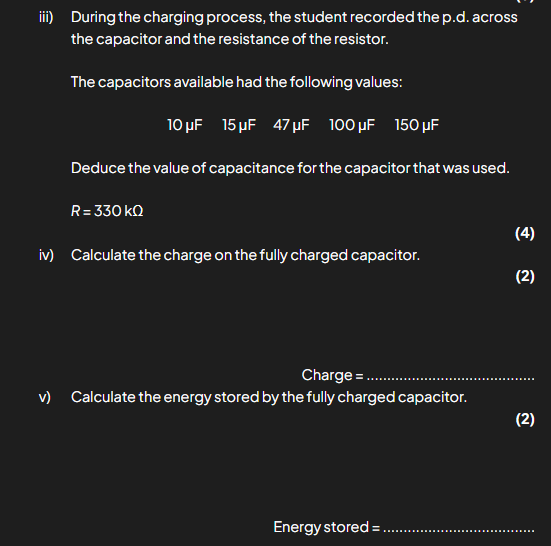 iii) During the charging process, the student recorded the p.d. across
the capacitor and the resistance of the resistor.
The capacitors available had the following values:
10 µF 15 µF 47 µF 100 µF 150 µF
Deduce the value of capacitance for the capacitor that was used.
R = 330 kΩ
(4)
iv) Calculate the charge on the fully charged capacitor.
(2)
Charge = ..........................................
v) Calculate the energy stored by the fully charged capacitor.
(2)
Energy stored = ......................................